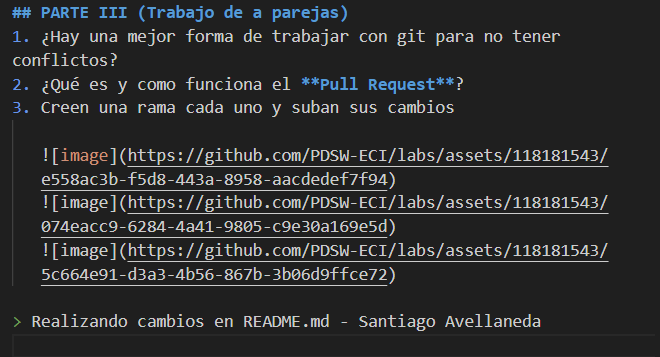 ## PARTE III (Trabajo de a parejas)
1. ¿Hay una mejor forma de trabajar con git para no tener
conflictos?
2. ¿Qué es y como funciona el **Pull Request**?
3. Creen una rama cada uno y suban sus cambios
![image](https://github.com/PDSW-ECI/labs/assets/118181543/
e558ac3b-f5d8-443a-8958-aacdedef7f94)
![image](https://github.com/PDSW-ECI/labs/assets/118181543/
074eacc9-6284-4a41-9805-c9e30a169e5d)
![image](https://github.com/PDSW-ECI/labs/assets/118181543/
5c664e91-d3a3-4b56-867b-3b06d9ffce72)
> Realizando cambios en README.md - Santiago Avellaneda